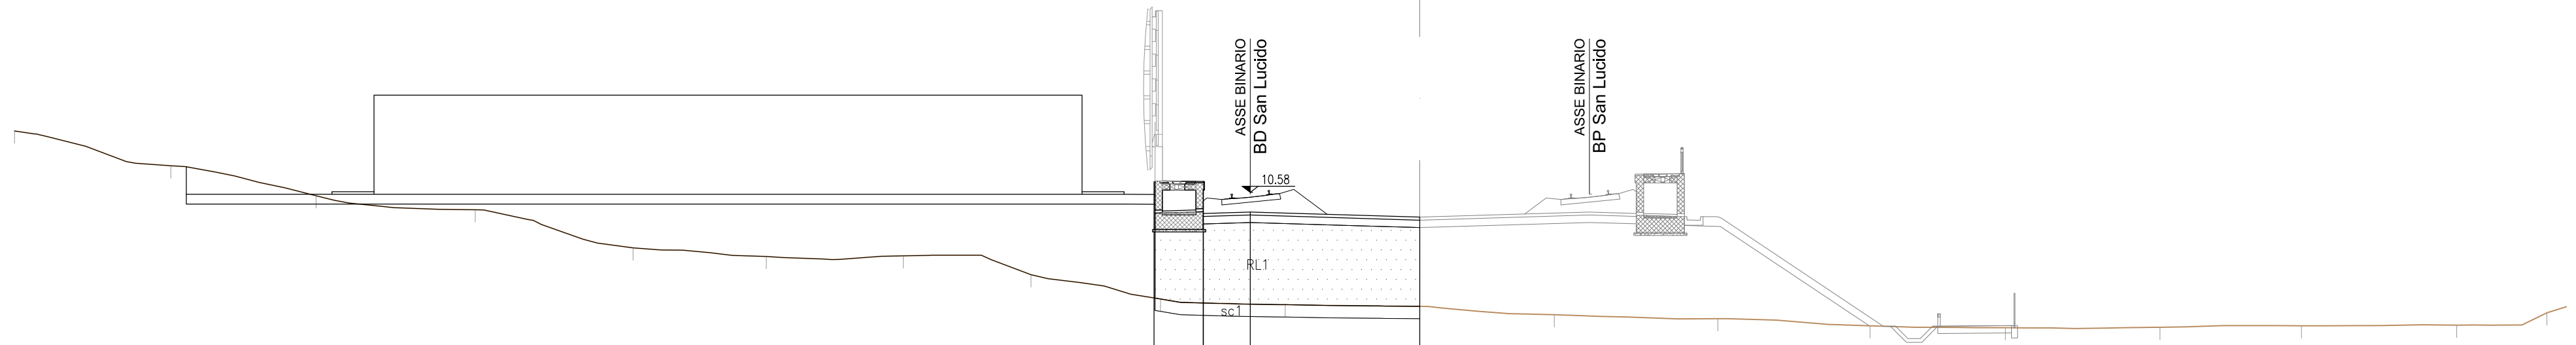 ASSE BINARIO
BD San Lucido
ASSE BINARIO
BP San Lucido
10.58
RL1
sc1